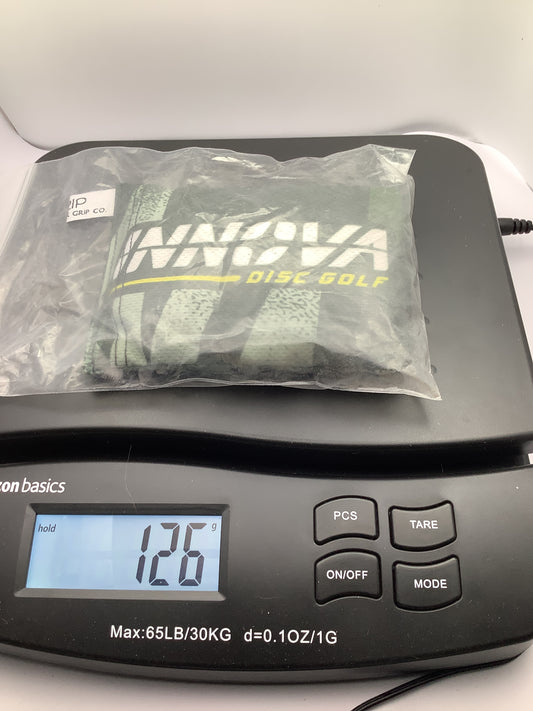 RIP
GRIP CO.
INNOVA
DISC GOLF
zon basics
hold
126 g
PCS
TARE
ON/OFF
MODE
Max:65LB/30KG d=0.1OZ/1G